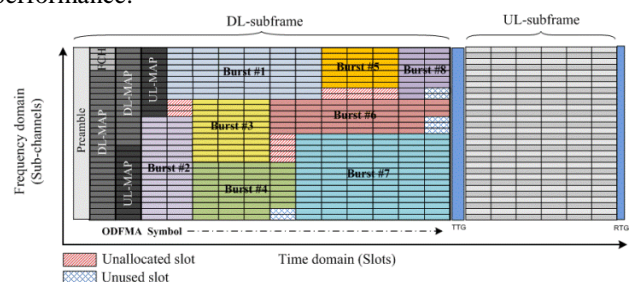 performance.
DL-subframe
UL-subframe
Frequency domain
(Sub-channels)
Preamble
FCH
DL-MAP
DL-MAP
UL-MAP
UL-MAP
Burst #1
Burst #5
Burst #8
Burst #3
Burst #6
Burst #2
Burst #4
Burst #7
ODFMA Symbol
TTG
RTG
Unallocated slot
Time domain (Slots)
Unused slot